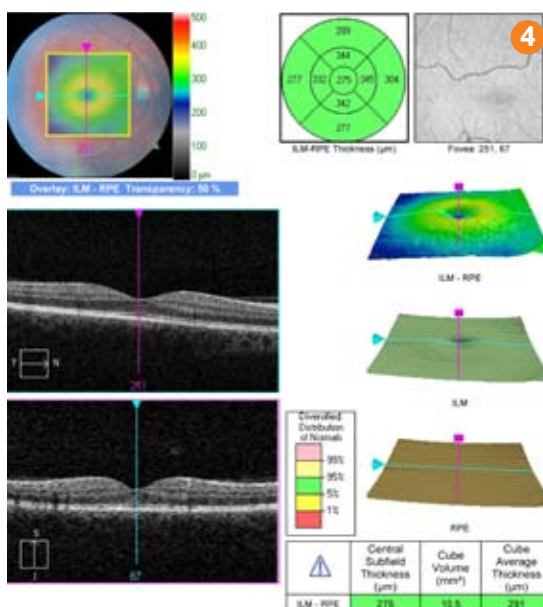 4
500
400
300
200
100
0 µm
Overlay: ILM - RPE Transparency: 50 %
289
344
277 332 275 345 304
342
277
ILM-RPE Thickness (µm)
Fovea: 251, 67
ILM - RPE
T N
251
ILM
Diversified
Distribution
of Normals
99%
95%
5%
1%
RPE
S
I
67
Central
Subfield
Thickness
(µm)
Cube
Volume
(mm³)
Cube
Average
Thickness
(µm)
ILM - RPE 275 10.5 291